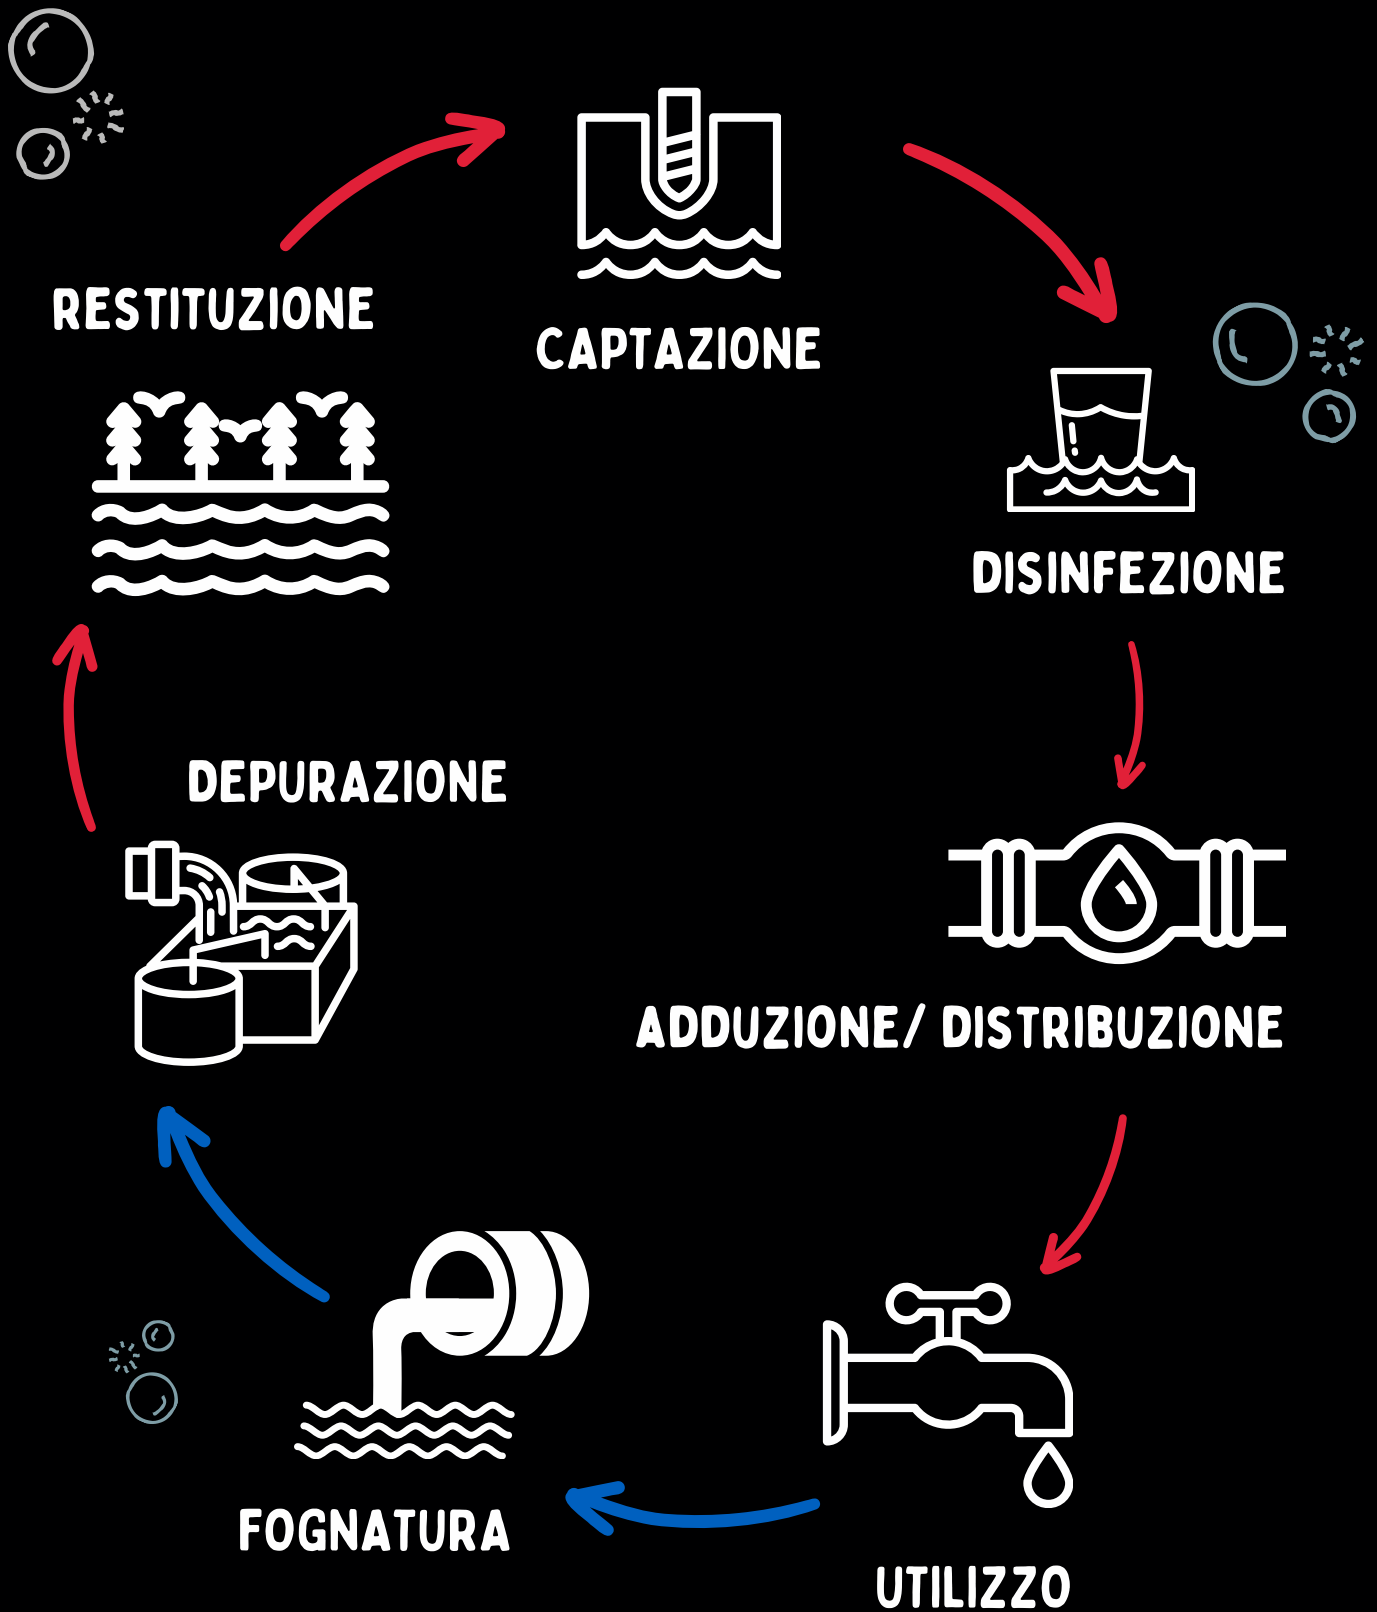 RESTITUZIONE
CAPTAZIONE
DISINFEZIONE
DEPURAZIONE
ADDUZIONE/ DISTRIBUZIONE
FOGNATURA
UTILIZZO